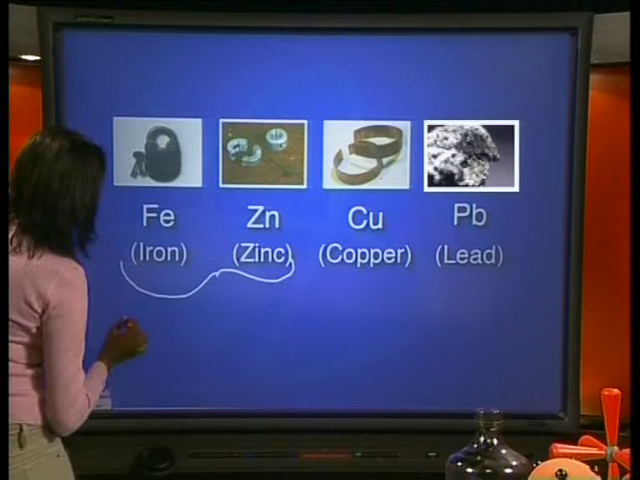 Fe Zn Cu Pb
(Iron) (Zinc) (Copper) (Lead)